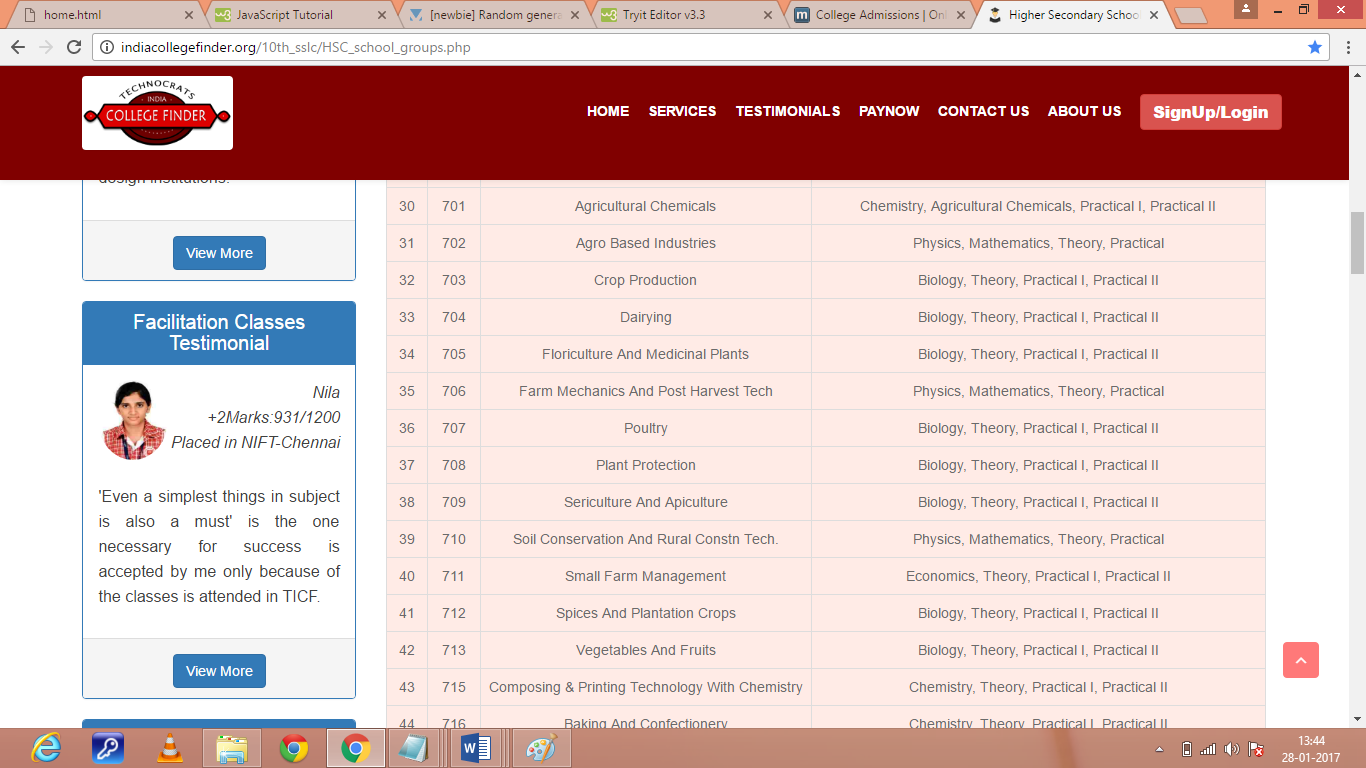 home.html
JavaScript Tutorial
[newbie] Random genera
Tryit Editor v3.3
College Admissions | Onl
Higher Secondary School
indiacollegefinder.org/10th_sslc/HSC_school_groups.php
TECHNOCRATS
INDIA
COLLEGE FINDER
HOME SERVICES TESTIMONIALS PAYNOW CONTACT US ABOUT US SignUp/Login
design institutions.
View More
Facilitation Classes
Testimonial
Nila
+2Marks:931/1200
Placed in NIFT-Chennai
'Even a simplest things in subject
is also a must' is the one
necessary for success is
accepted by me only because of
the classes is attended in TICF.
View More
30 701 Agricultural Chemicals Chemistry, Agricultural Chemicals, Practical I, Practical II
31 702 Agro Based Industries Physics, Mathematics, Theory, Practical
32 703 Crop Production Biology, Theory, Practical I, Practical II
33 704 Dairying Biology, Theory, Practical I, Practical II
34 705 Floriculture And Medicinal Plants Biology, Theory, Practical I, Practical II
35 706 Farm Mechanics And Post Harvest Tech Physics, Mathematics, Theory, Practical
36 707 Poultry Biology, Theory, Practical I, Practical II
37 708 Plant Protection Biology, Theory, Practical I, Practical II
38 709 Sericulture And Apiculture Biology, Theory, Practical I, Practical II
39 710 Soil Conservation And Rural Constn Tech. Physics, Mathematics, Theory, Practical
40 711 Small Farm Management Economics, Theory, Practical I, Practical II
41 712 Spices And Plantation Crops Biology, Theory, Practical I, Practical II
42 713 Vegetables And Fruits Biology, Theory, Practical I, Practical II
43 715 Composing & Printing Technology With Chemistry Chemistry, Theory, Practical I, Practical II
44 716 Baking And Confectionery Chemistry, Theory, Practical I, Practical II
13:44
28-01-2017